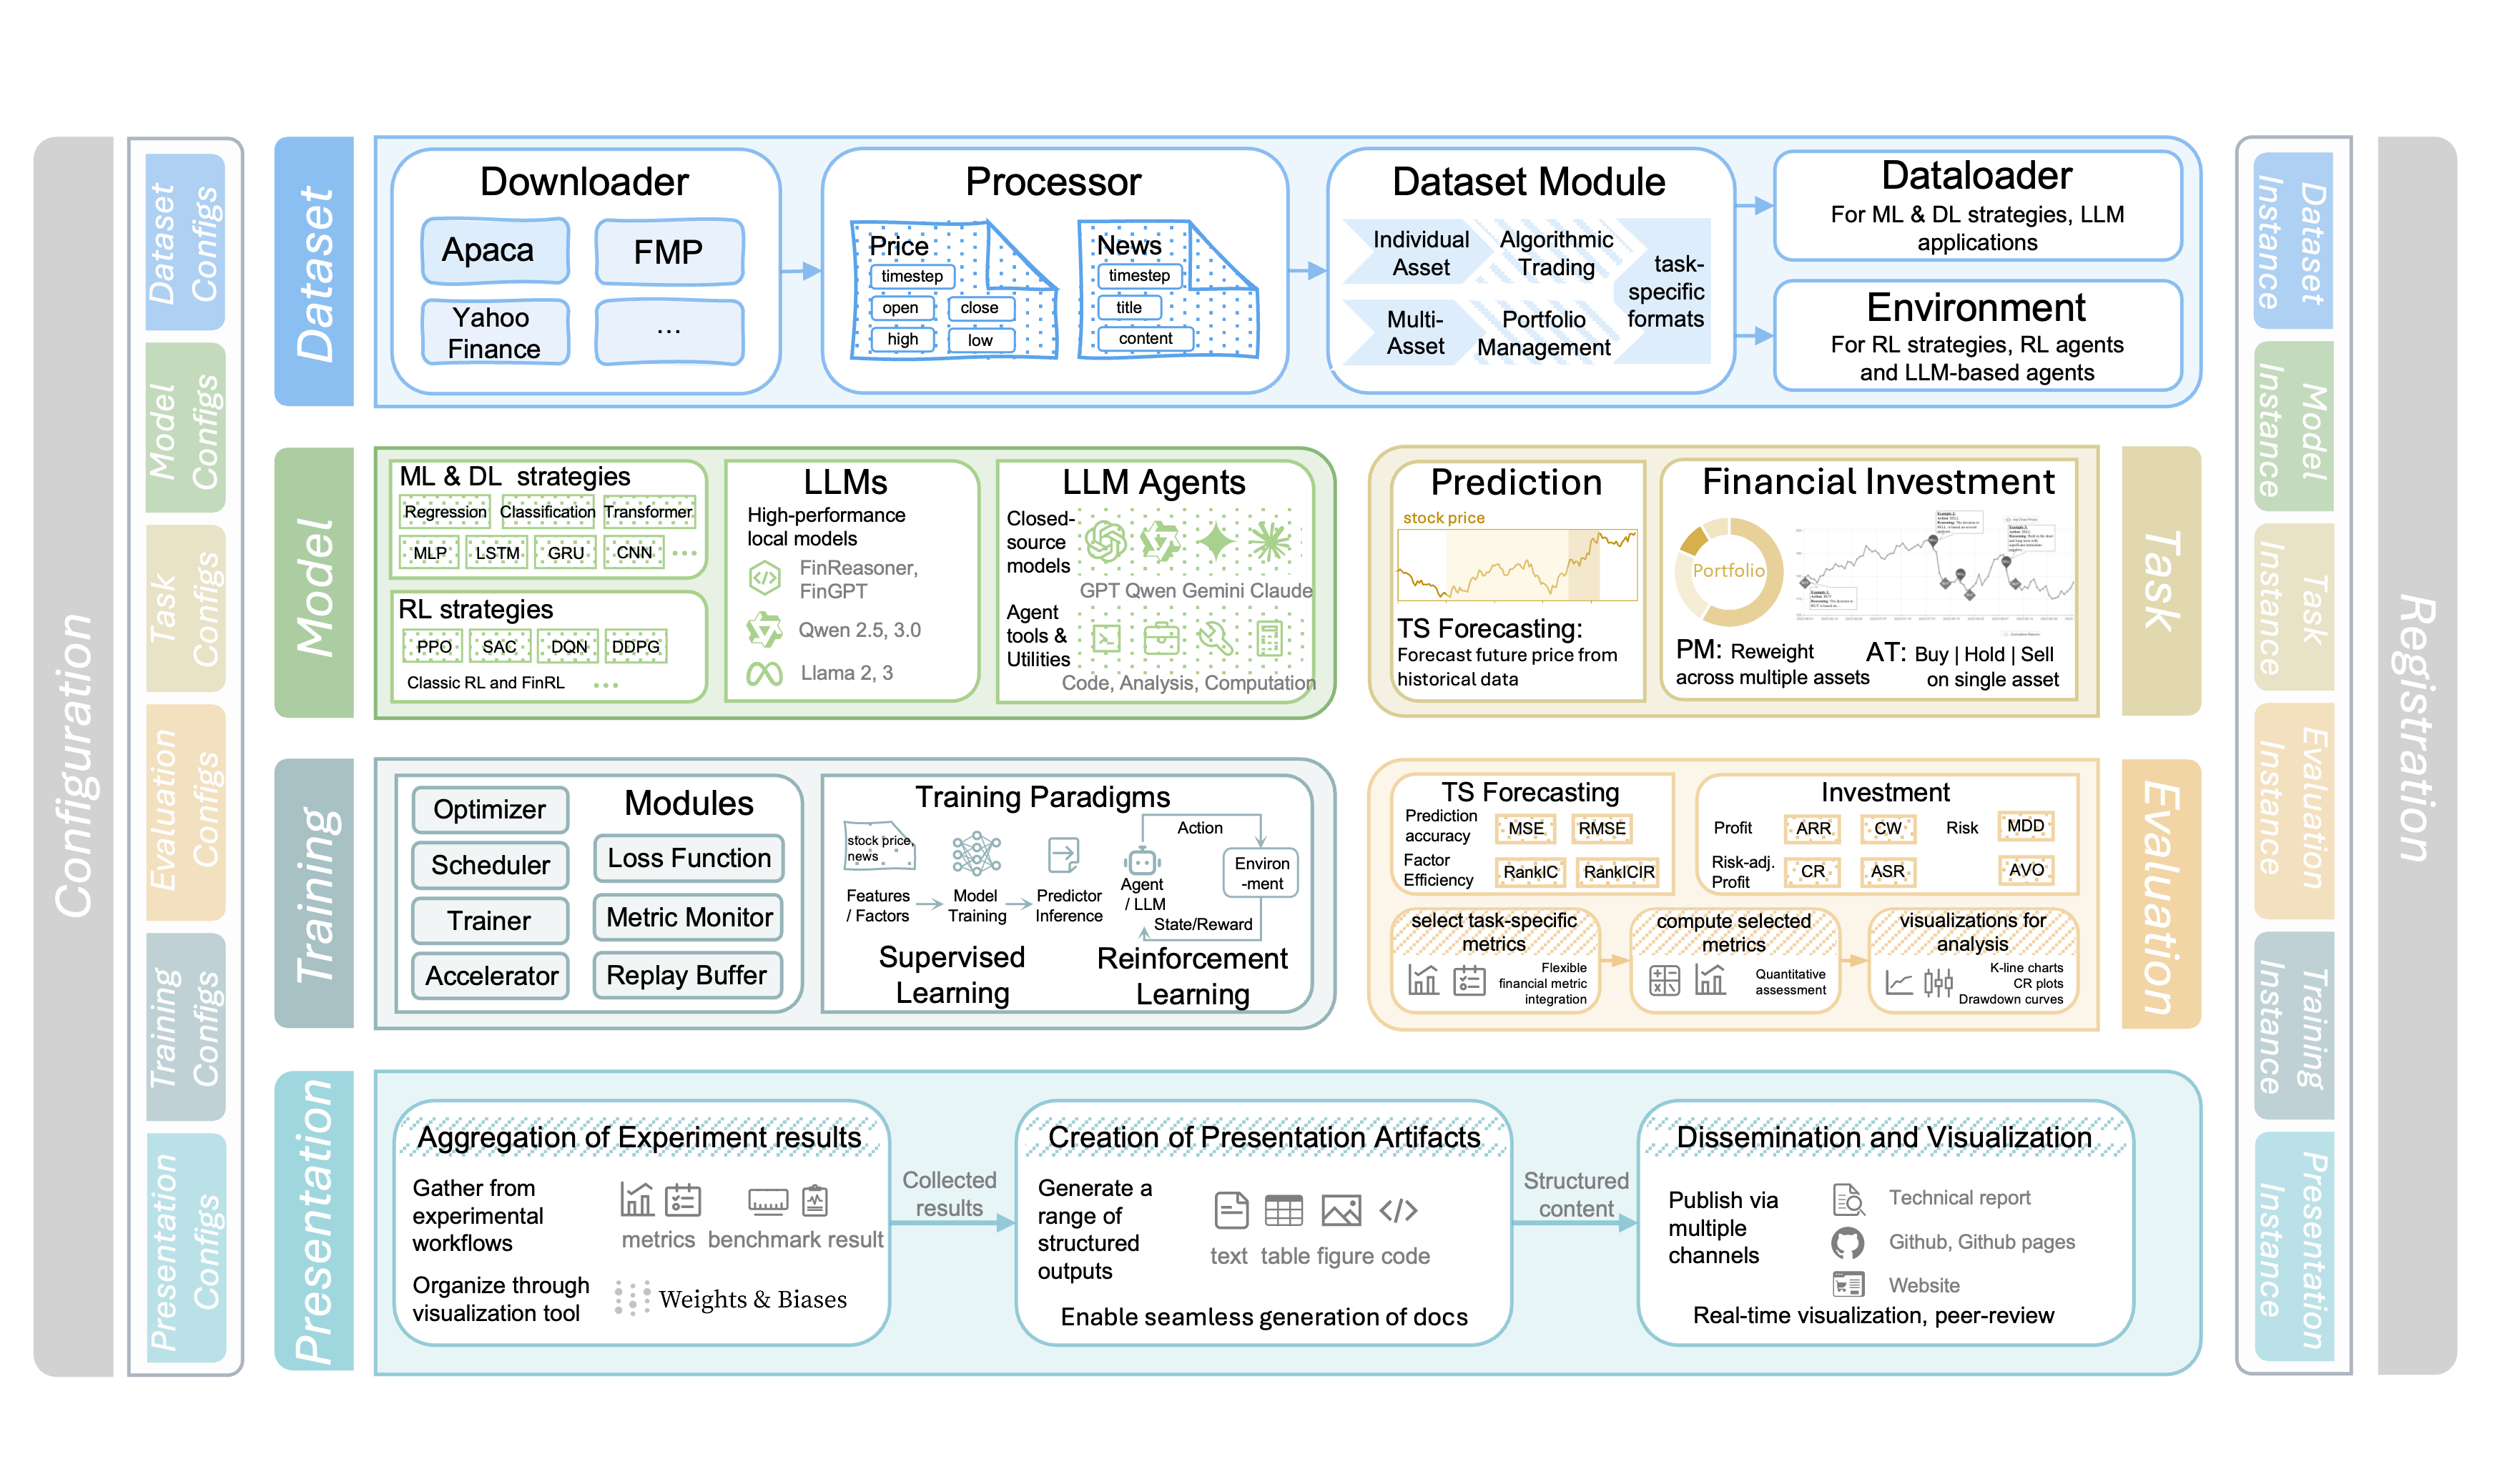 Configuration
Dataset
Configs
Model
Configs
Task
Configs
Evaluation
Configs
Training
Configs
Presentation
Configs
Dataset
Downloader
Apaca
FMP
Yahoo
Finance
...
Processor
Price
timestep
open
close
high
low
News
timestep
title
content
Dataset Module
Individual
Asset
Algorithmic
Trading
Multi-
Asset
Portfolio
Management
task-
specific
formats
Dataloader
For ML & DL strategies, LLM
applications
Environment
For RL strategies, RL agents
and LLM-based agents
Model
ML & DL strategies
Regression
Classification
Transformer
MLP
LSTM
GRU
CNN
...
RL strategies
PPO
SAC
DQN
DDPG
Classic RL and FinRL
...
LLMs
High-performance
local models
FinReasoner,
FinGPT
Qwen 2.5, 3.0
Llama 2, 3
LLM Agents
Closed-
source
models
GPT Qwen Gemini Claude
Agent
tools &
Utilities
Code, Analysis, Computation
Task
Prediction
stock price
TS Forecasting:
Forecast future price from
historical data
Financial Investment
Portfolio
PM: Reweight
across multiple assets
AT: Buy | Hold | Sell
on single asset
Training
Modules
Optimizer
Scheduler
Trainer
Accelerator
Loss Function
Metric Monitor
Replay Buffer
Training Paradigms
stock price,
news
Features
/ Factors
Model
Training
Predictor
Inference
Supervised
Learning
Action
Agent
/ LLM
Environ
-ment
State/Reward
Reinforcement
Learning
Evaluation
TS Forecasting
Prediction
accuracy
MSE
RMSE
Factor
Efficiency
RankIC
RankICIR
Investment
Profit
ARR
CW
Risk
MDD
Risk-adj.
Profit
CR
ASR
AVO
select task-specific
metrics
Flexible
financial metric
integration
compute selected
metrics
Quantitative
assessment
visualizations for
analysis
K-line charts
CR plots
Drawdown curves
Presentation
Aggregation of Experiment results
Gather from
experimental
workflows
metrics
benchmark result
Organize through
visualization tool
Weights & Biases
Collected
results
Creation of Presentation Artifacts
Generate a
range of
structured
outputs
text table figure code
Enable seamless generation of docs
Structured
content
Dissemination and Visualization
Publish via
multiple
channels
Technical report
Github, Github pages
Website
Real-time visualization, peer-review
Dataset
Instance
Model
Instance
Task
Instance
Evaluation
Instance
Training
Instance
Presentation
Instance
Registration